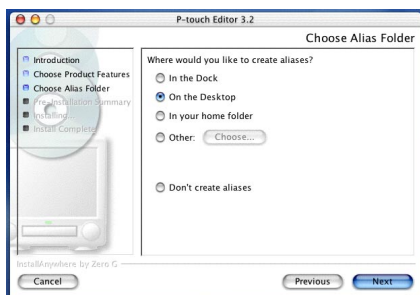 P-touch Editor 3.2
Choose Alias Folder
Introduction
Choose Product Features
Choose Alias Folder
Pre-Installation Summary
Installing...
Install Complete
Where would you like to create aliases?
In the Dock
On the Desktop
In your home folder
Other: Choose...
Don't create aliases
InstallAnywhere by Zero G
Cancel
Previous Next